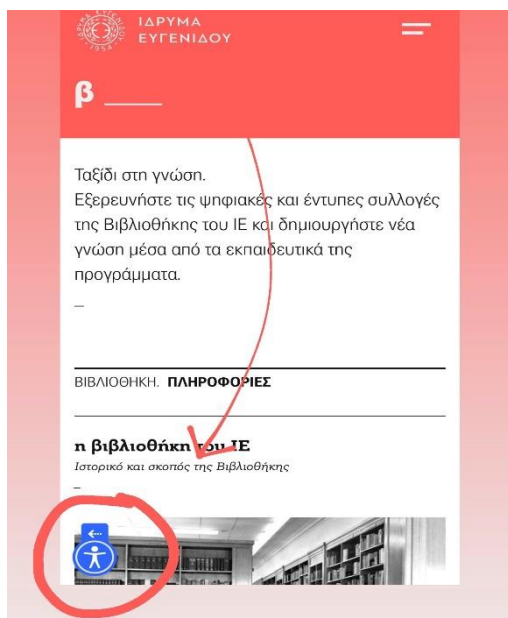 ΙΔΡΥΜΑ
ΕΥΓΕΝΙΔΟΥ
1954
β
Ταξίδι στη γνώση.
Εξερευνήστε τις ψηφιακές και έντυπες συλλογές
της Βιβλιοθήκης του ΙΕ και δημιουργήστε νέα
γνώση μέσα από τα εκπαιδευτικά της
προγράμματα.
ΒΙΒΛΙΟΘΗΚΗ. ΠΛΗΡΟΦΟΡΙΕΣ
η βιβλιοθήκη του ΙΕ
Ιστορικό και σκοπός της Βιβλιοθήκης